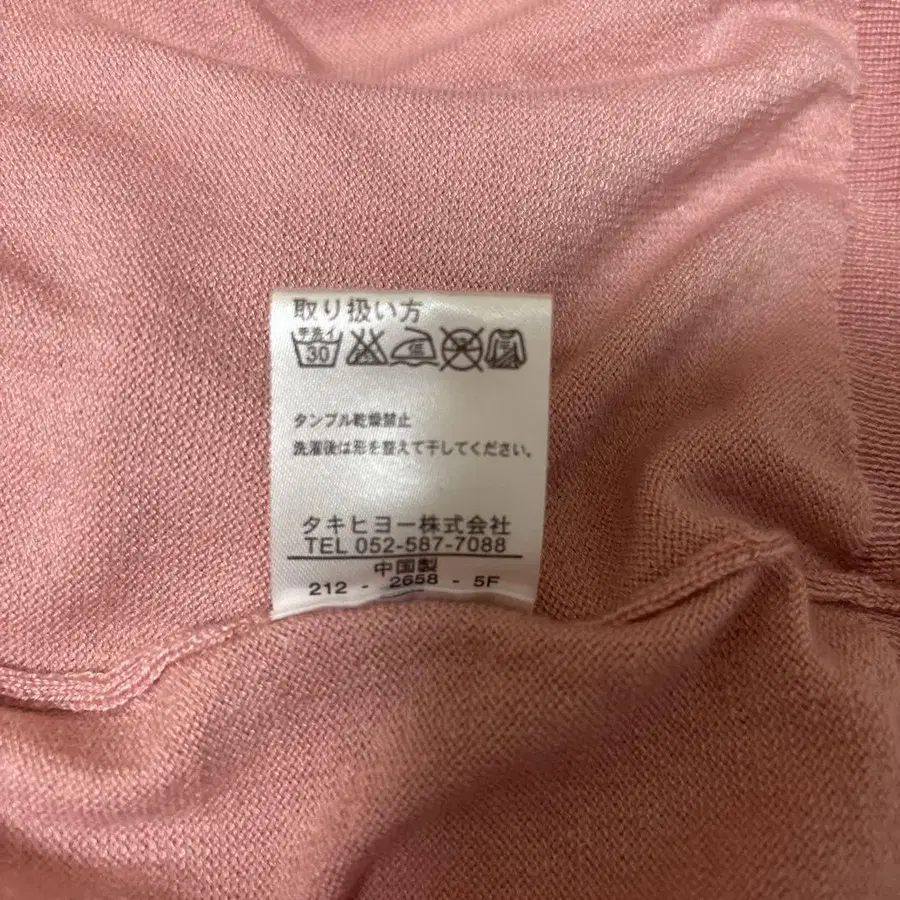 取り扱い方
手洗イ
30
タンブル乾燥禁止
洗濯後は形を整えて干してください。
タキヒヨー株式会社
TEL 052-587-7088
中国製
212 - 2658 - 5F